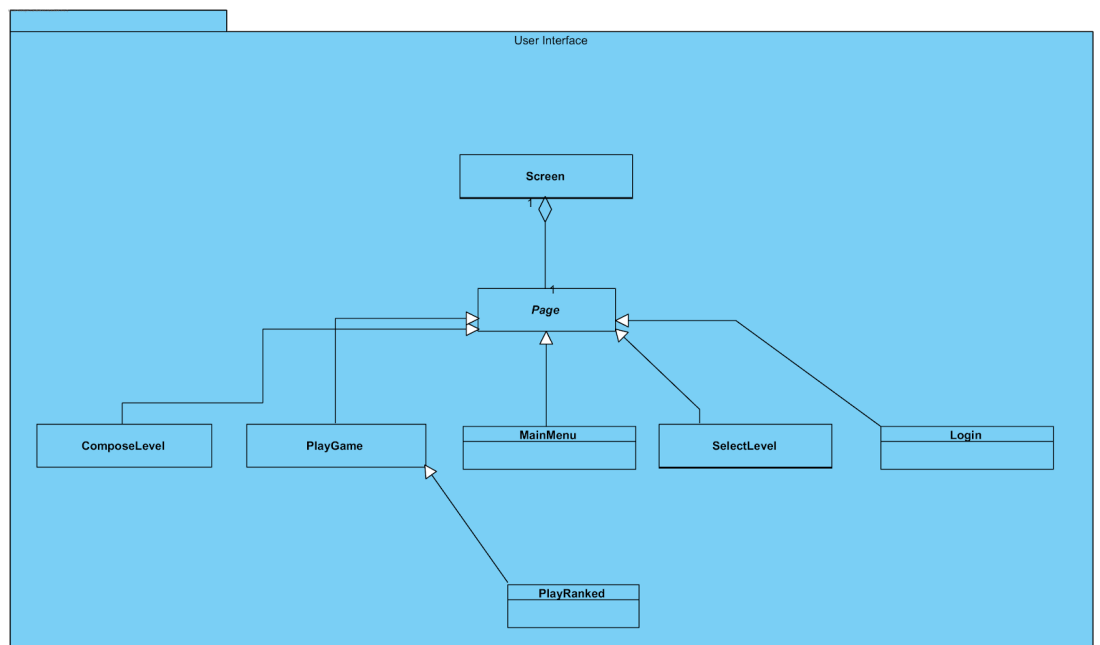 User Interface
Screen
1
1
Page
ComposeLevel
PlayGame
MainMenu
SelectLevel
Login
PlayRanked